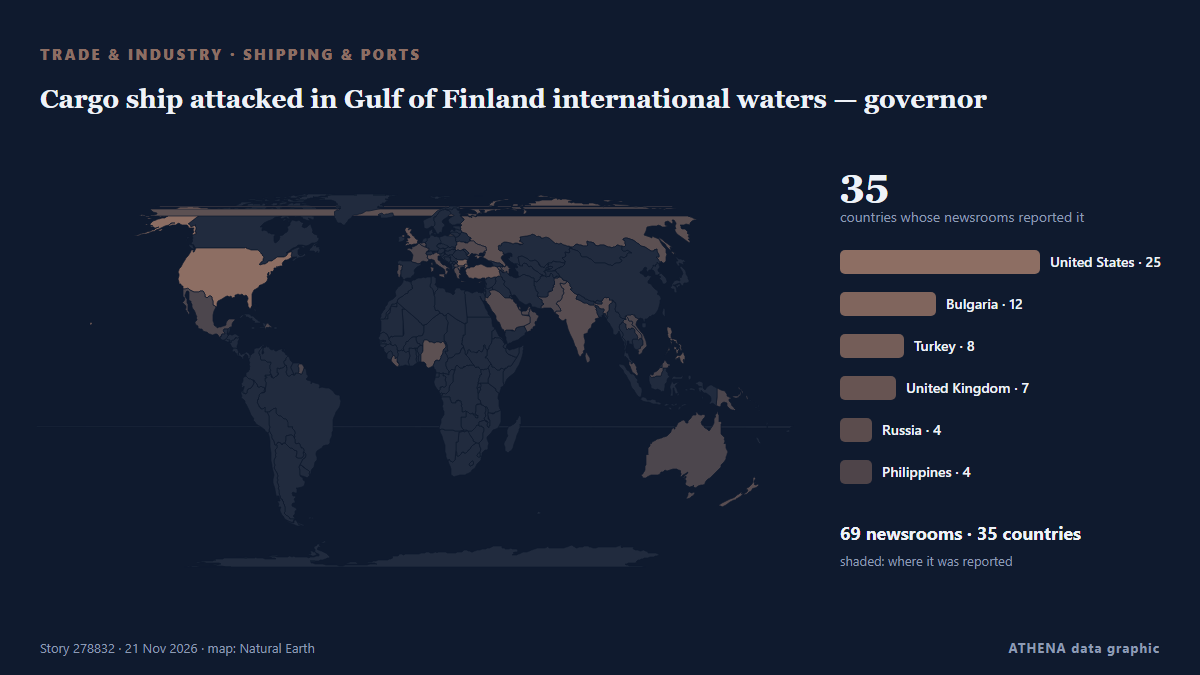 TRADE & INDUSTRY · SHIPPING & PORTS
Cargo ship attacked in Gulf of Finland international waters — governor
35
countries whose newsrooms reported it
United States · 25
Bulgaria · 12
Turkey · 8
United Kingdom · 7
Russia · 4
Philippines · 4
69 newsrooms · 35 countries
shaded: where it was reported
Story 278832 · 21 Nov 2026 · map: Natural Earth
ATHENA data graphic